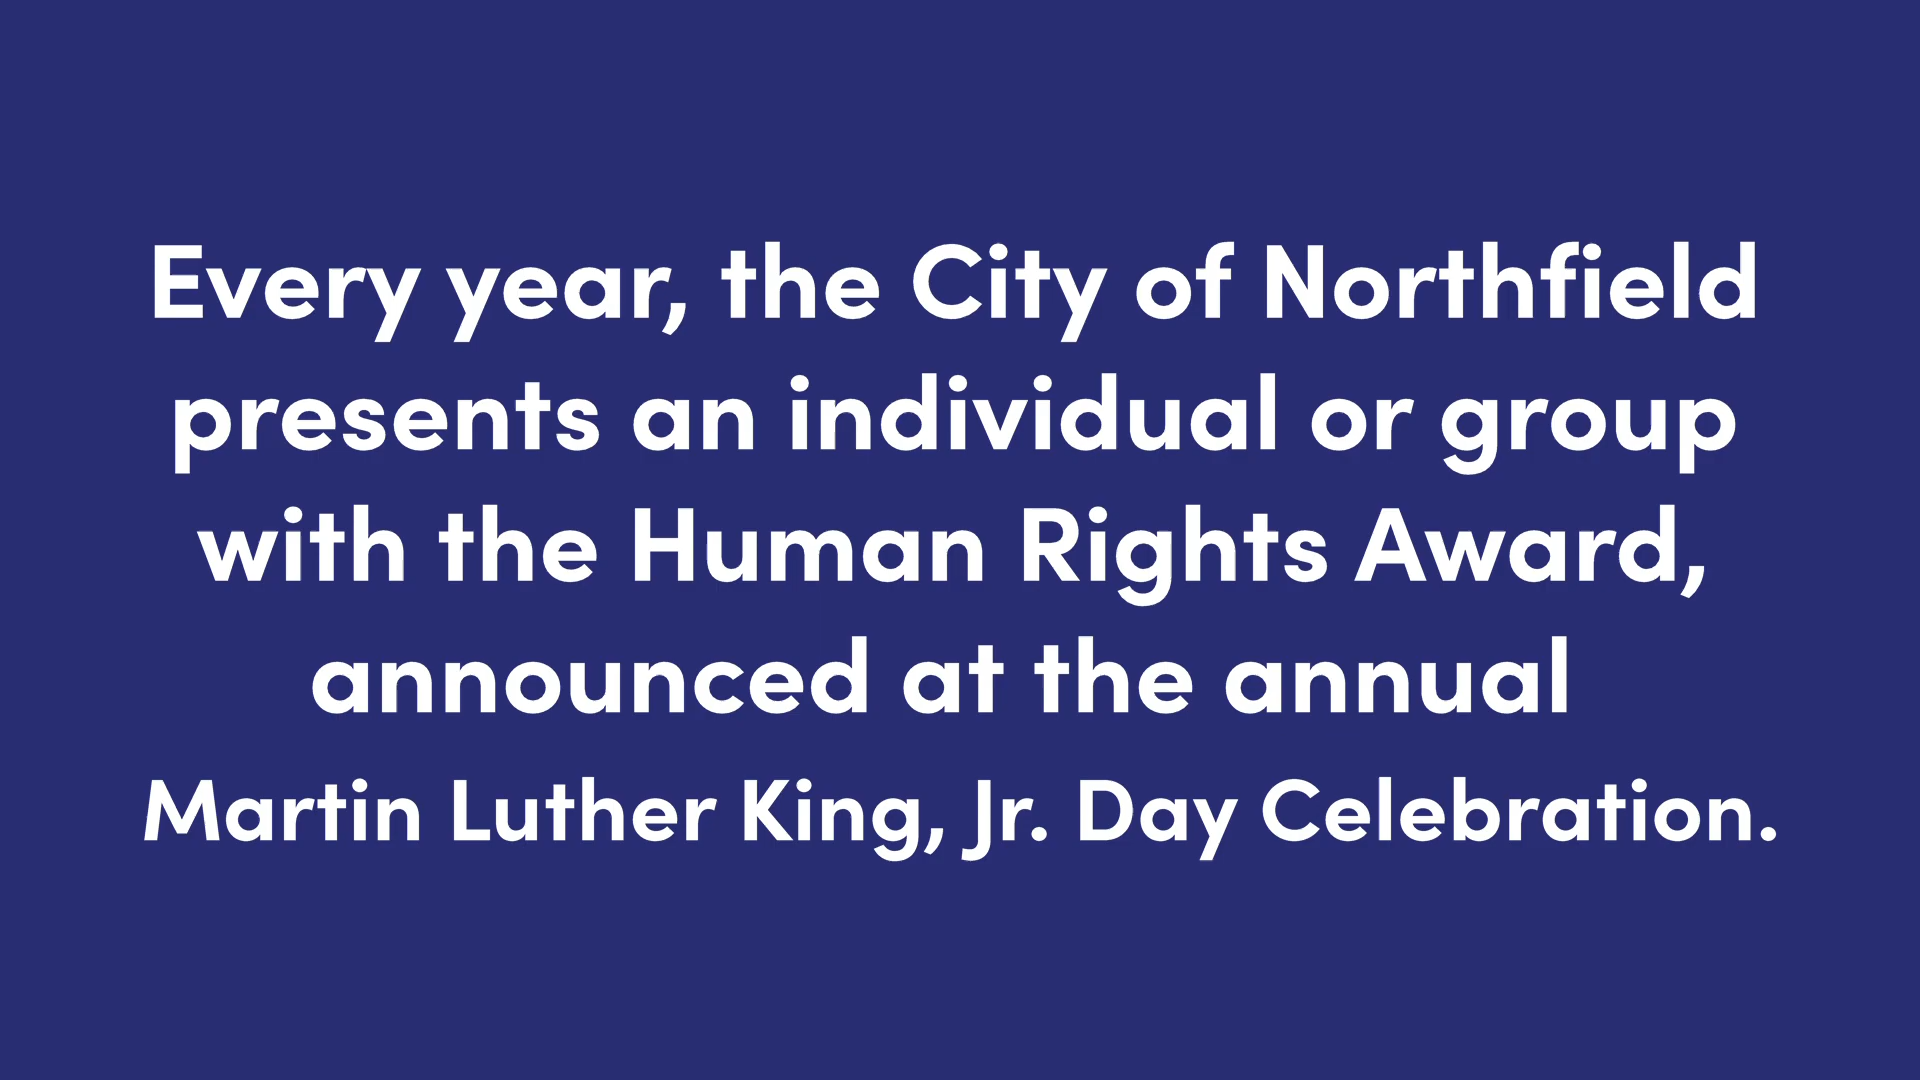 Every year, the City of Northfield
presents an individual or group
with the Human Rights Award,
announced at the annual
Martin Luther King, Jr. Day Celebration.